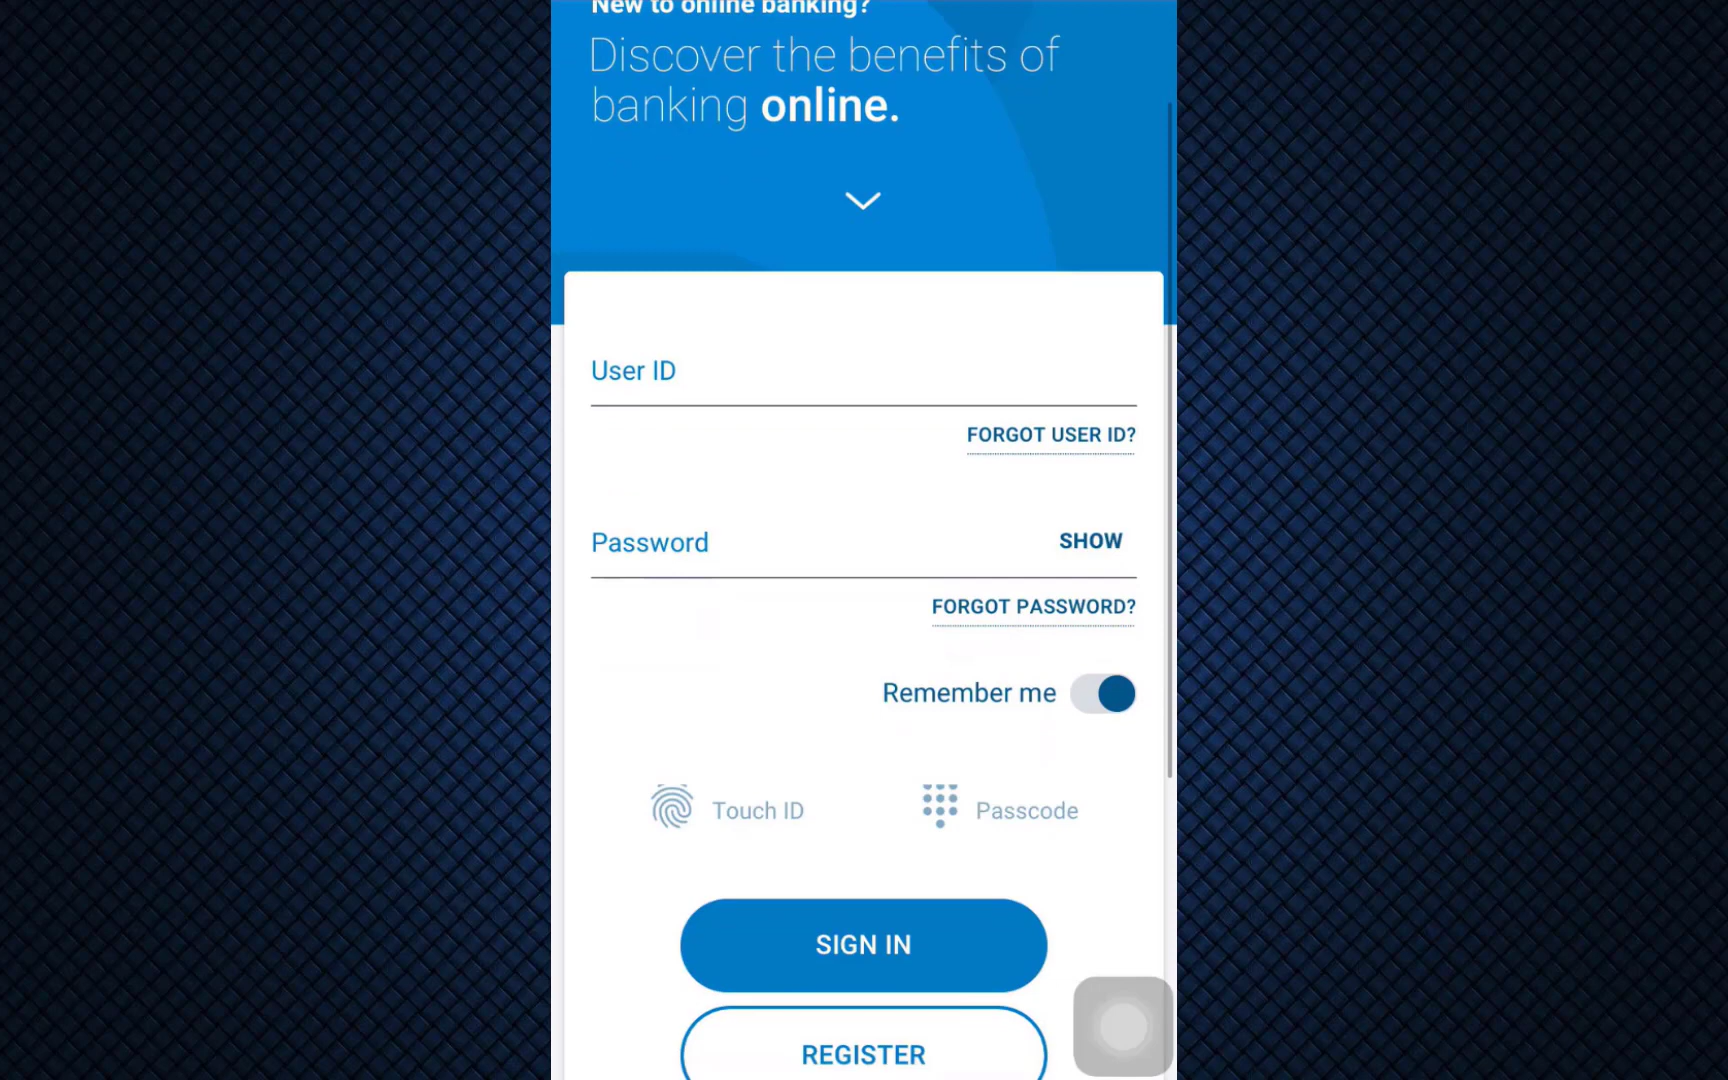 New to online banking?
Discover the benefits of
banking online.
User ID
FORGOT USER ID?
Password SHOW
FORGOT PASSWORD?
Remember me
Touch ID Passcode
SIGN IN
REGISTER